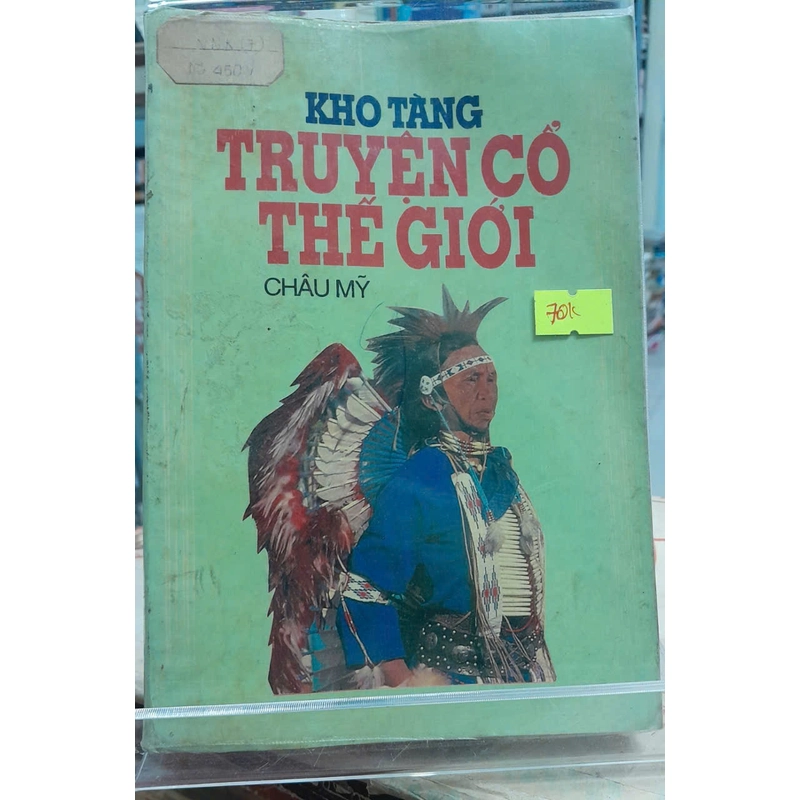 KHO TÀNG
TRUYỆN CỔ
THẾ GIỚI
CHÂU MỸ
70k